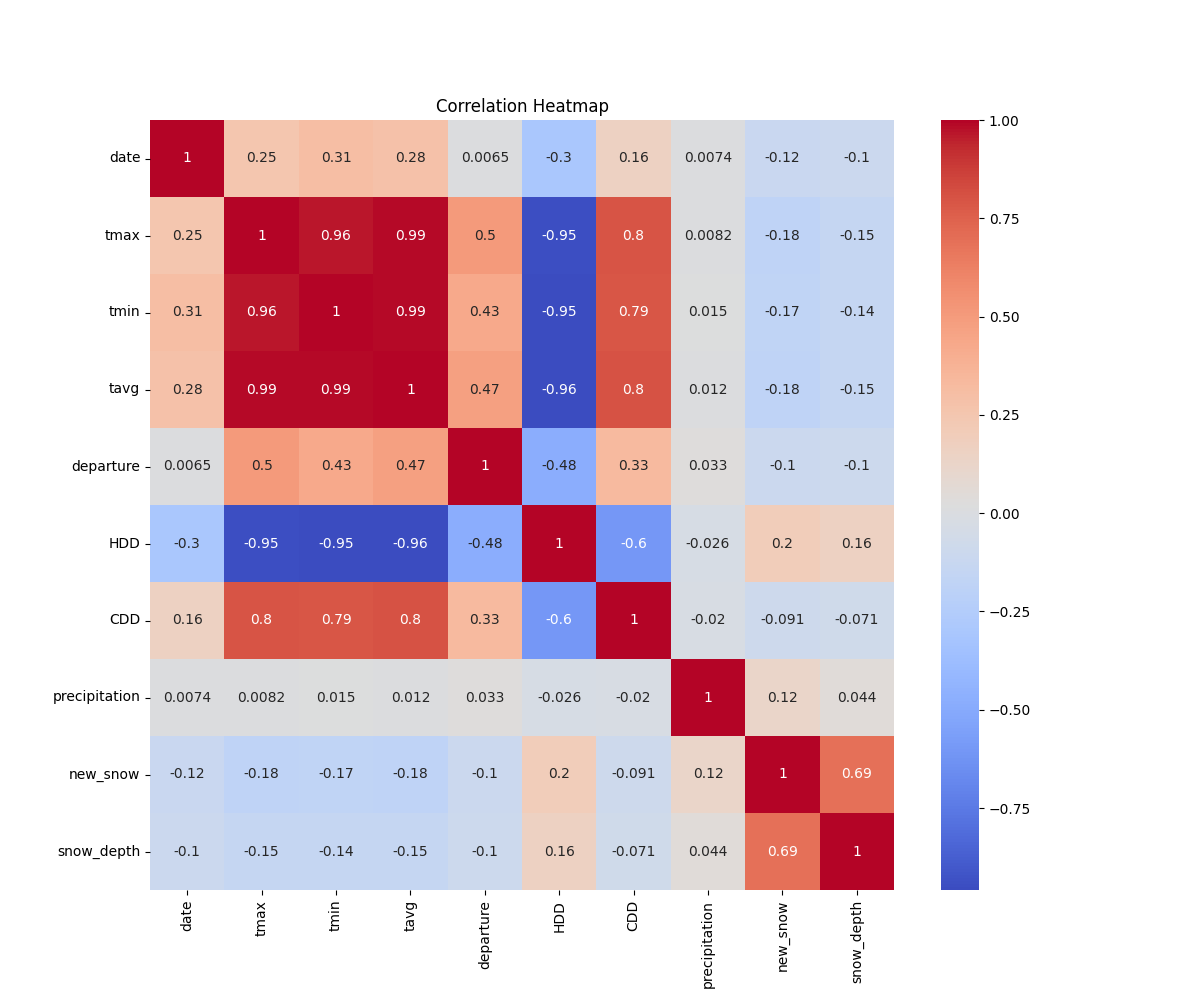 Correlation Heatmap
date 1 0.25 0.31 0.28 0.0065 -0.3 0.16 0.0074 -0.12 -0.1
tmax 0.25 1 0.96 0.99 0.5 -0.95 0.8 0.0082 -0.18 -0.15
tmin 0.31 0.96 1 0.99 0.43 -0.95 0.79 0.015 -0.17 -0.14
tavg 0.28 0.99 0.99 1 0.47 -0.96 0.8 0.012 -0.18 -0.15
departure 0.0065 0.5 0.43 0.47 1 -0.48 0.33 0.033 -0.1 -0.1
HDD -0.3 -0.95 -0.95 -0.96 -0.48 1 -0.6 -0.026 0.2 0.16
CDD 0.16 0.8 0.79 0.8 0.33 -0.6 1 -0.02 -0.091 -0.071
precipitation 0.0074 0.0082 0.015 0.012 0.033 -0.026 -0.02 1 0.12 0.044
new_snow -0.12 -0.18 -0.17 -0.18 -0.1 0.2 -0.091 0.12 1 0.69
snow_depth -0.1 -0.15 -0.14 -0.15 -0.1 0.16 -0.071 0.044 0.69 1
date tmax tmin tavg departure HDD CDD precipitation new_snow snow_depth
1.00
0.75
0.50
0.25
0.00
−0.25
−0.50
−0.75